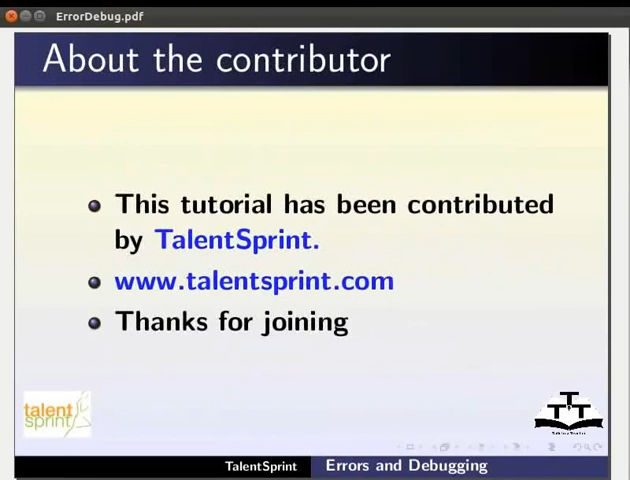 ErrorDebug.pdf
About the contributor
This tutorial has been contributed
by TalentSprint.
www.talentsprint.com
Thanks for joining
talent
sprint
TTT
TalentSprint
Errors and Debugging